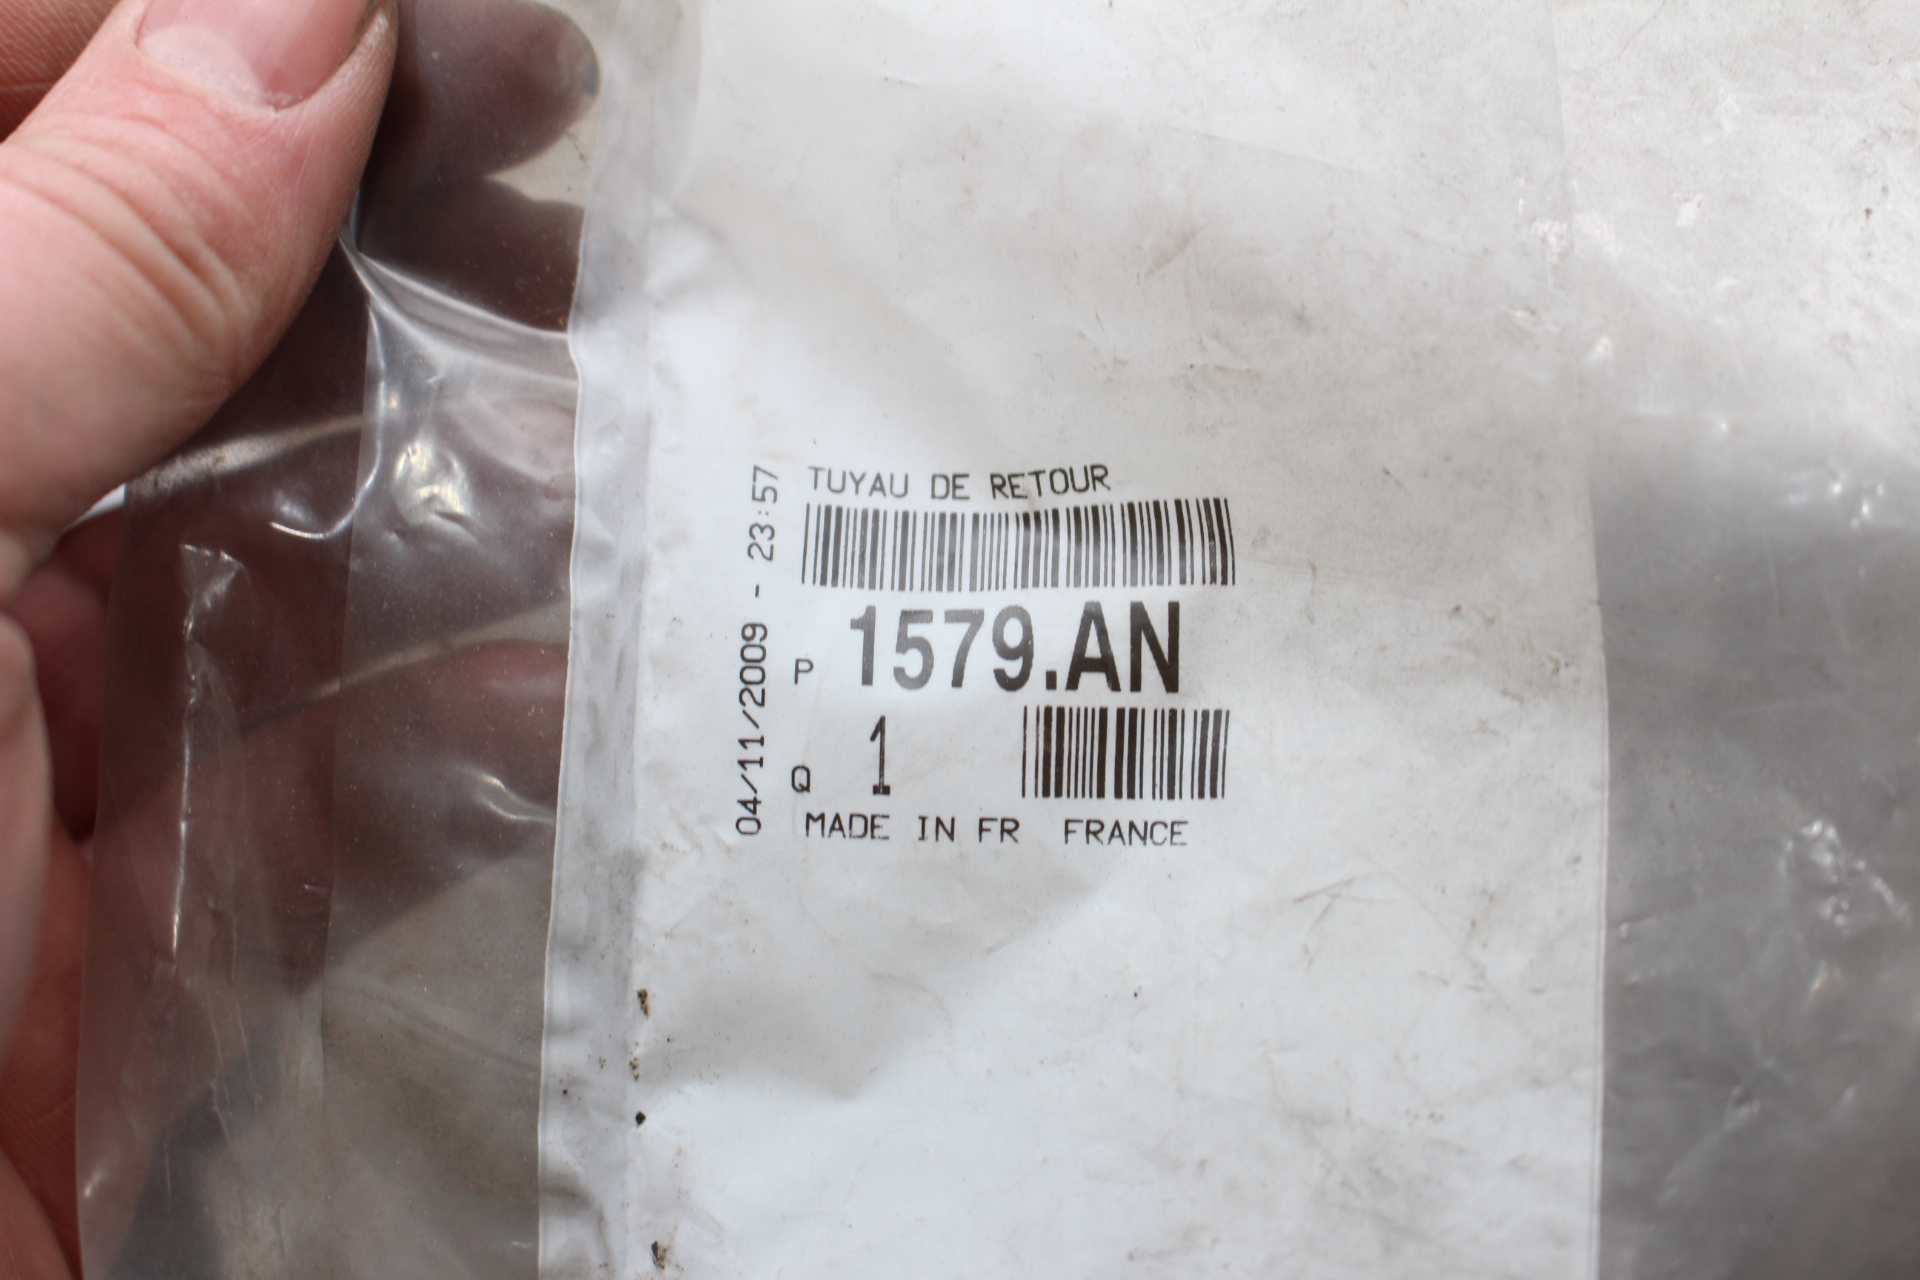 TUYAU DE RETOUR
P 1579.AN
Q 1
MADE IN FR FRANCE
04/11/2009 - 23:57